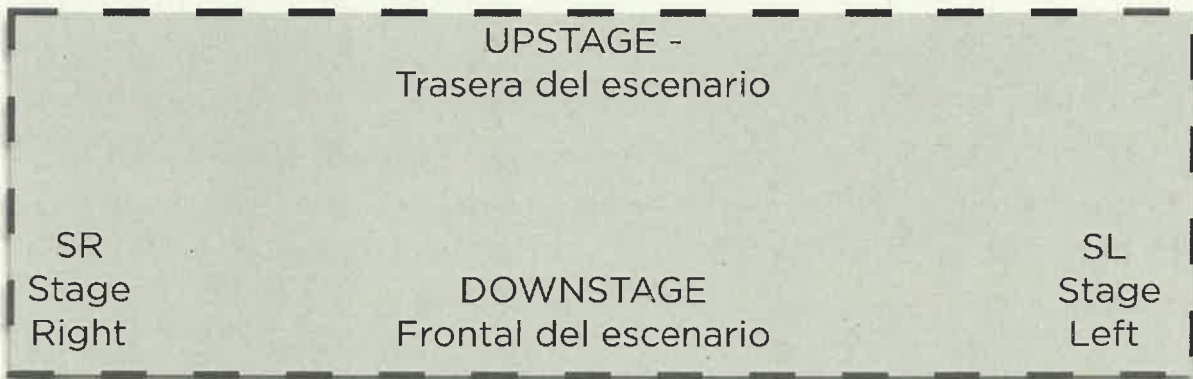 UPSTAGE -
Trasera del escenario
SR
Stage
Right
DOWNSTAGE
Frontal del escenario
SL
Stage
Left